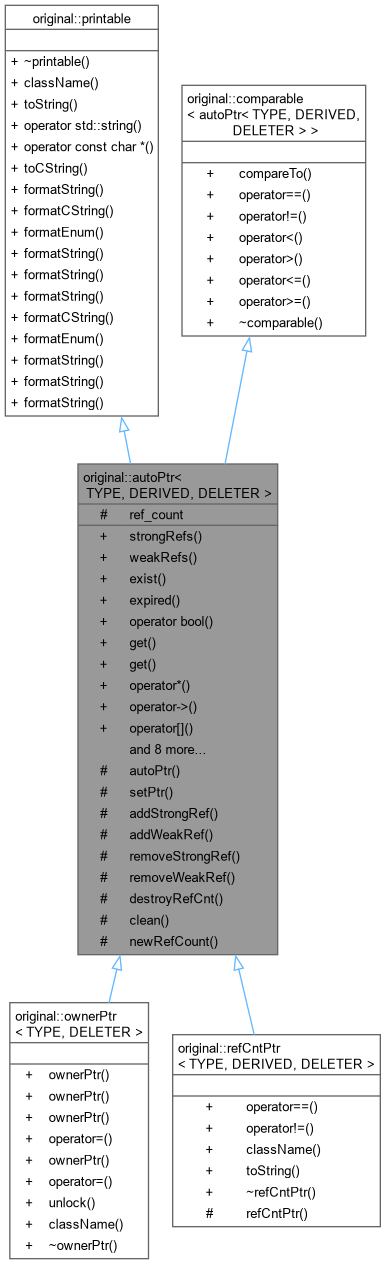 original::printable
+ ~printable()
+ className()
+ toString()
+ operator std::string()
+ operator const char *()
+ toCString()
+ formatString()
+ formatCString()
+ formatEnum()
+ formatString()
+ formatString()
+ formatString()
+ formatCString()
+ formatEnum()
+ formatString()
+ formatString()
+ formatString()
original::comparable
< autoPtr< TYPE, DERIVED,
DELETER > >
+ compareTo()
+ operator==()
+ operator!=()
+ operator<()
+ operator>()
+ operator<=()
+ operator>=()
+ ~comparable()
original::autoPtr<
TYPE, DERIVED, DELETER >
# ref_count
+ strongRefs()
+ weakRefs()
+ exist()
+ expired()
+ operator bool()
+ get()
+ get()
+ operator*()
+ operator->()
+ operator[]()
and 8 more...
# autoPtr()
# setPtr()
# addStrongRef()
# addWeakRef()
# removeStrongRef()
# removeWeakRef()
# destroyRefCnt()
# clean()
# newRefCount()
original::ownerPtr
< TYPE, DELETER >
+ ownerPtr()
+ ownerPtr()
+ ownerPtr()
+ operator=()
+ ownerPtr()
+ operator=()
+ unlock()
+ className()
+ ~ownerPtr()
original::refCntPtr
< TYPE, DERIVED, DELETER >
+ operator==()
+ operator!=()
+ className()
+ toString()
+ ~refCntPtr()
# refCntPtr()